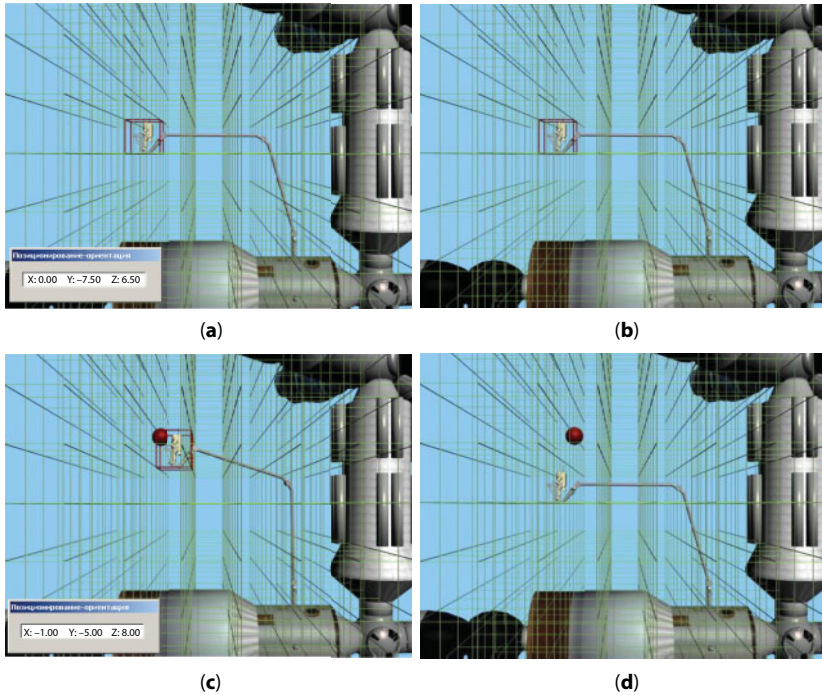 Позиционирование-ориентация
X: 0.00 Y: −7.50 Z: 6.50
(a)
(b)
Позиционирование-ориентация
X: −1.00 Y: −5.00 Z: 8.00
(c)
(d)